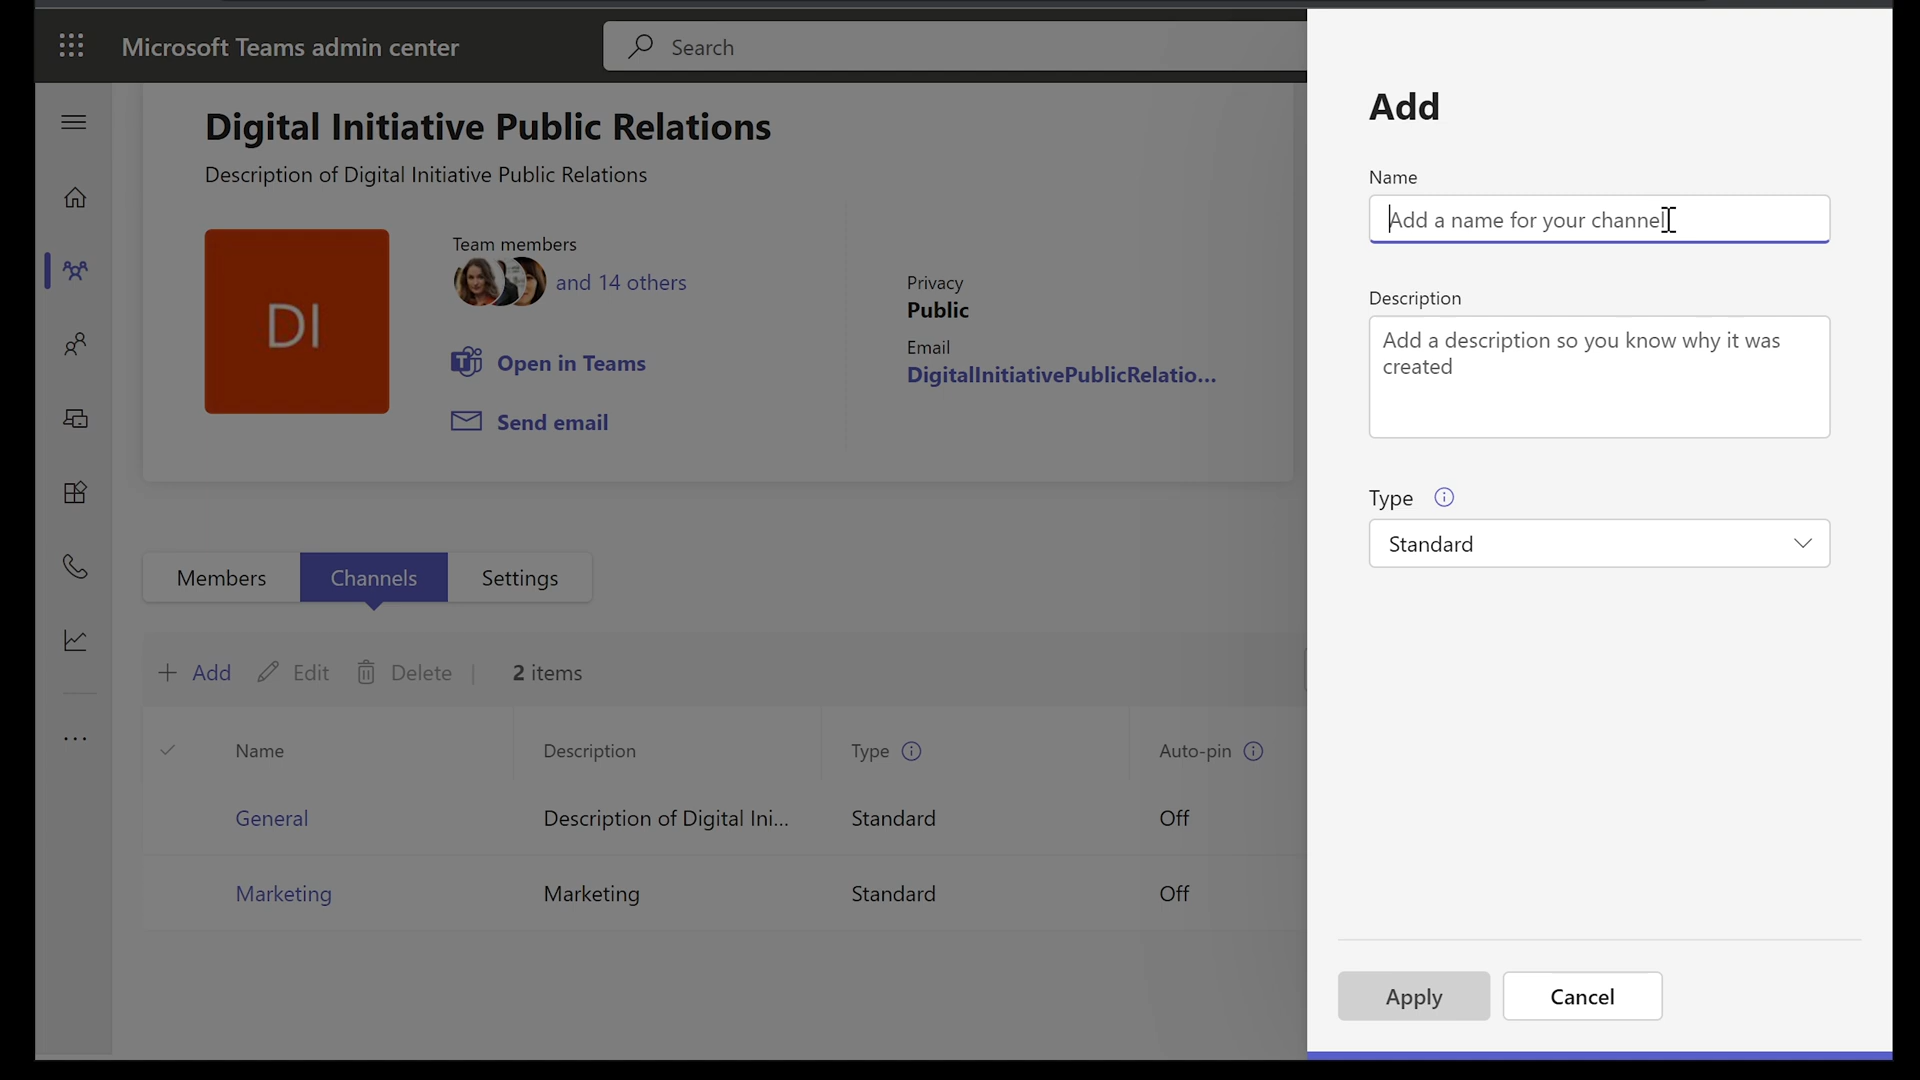 Microsoft Teams admin center
Search
Digital Initiative Public Relations
Description of Digital Initiative Public Relations
DI
Team members
and 14 others
Open in Teams
Send email
Privacy
Public
Email
DigitalInitiativePublicRelatio...
Members
Channels
Settings
Add
Edit
Delete
2 items
Name
Description
Type
Auto-pin
General
Description of Digital Ini...
Standard
Off
Marketing
Marketing
Standard
Off
Add
Name
Add a name for your channel
Description
Add a description so you know why it was
created
Type
Standard
Apply
Cancel